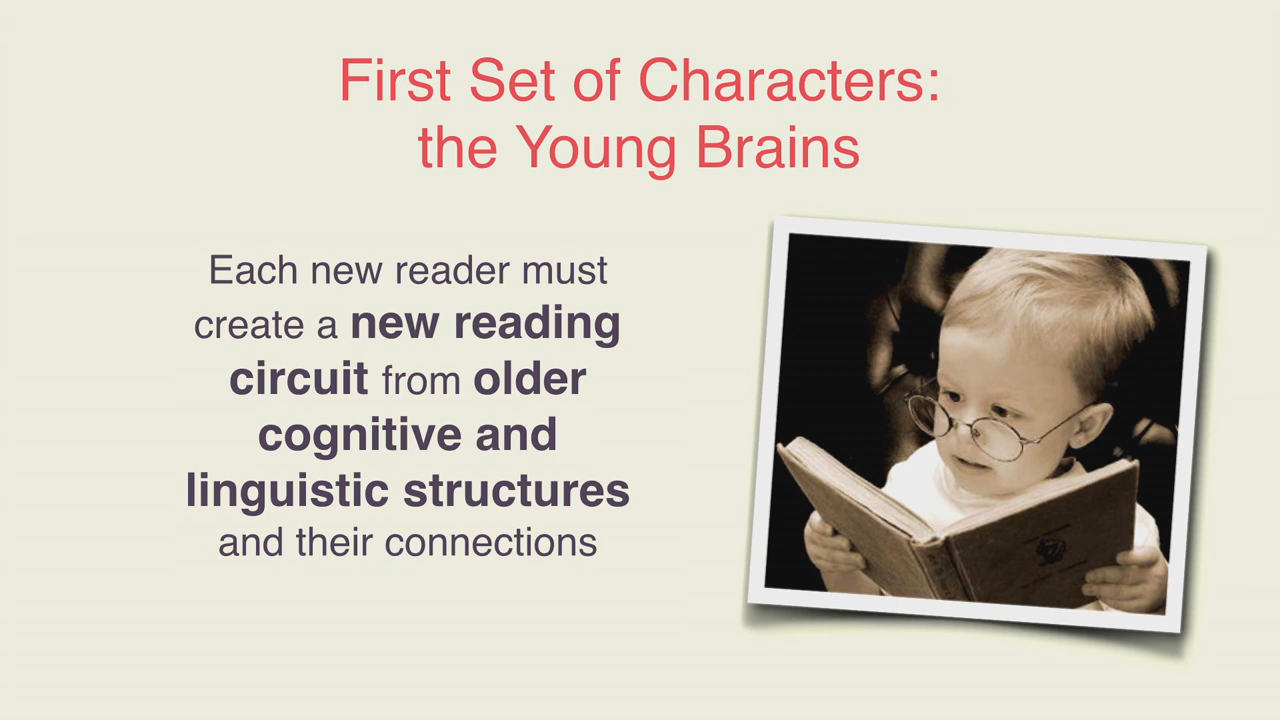 First Set of Characters:
the Young Brains
Each new reader must
create a new reading
circuit from older
cognitive and
linguistic structures
and their connections